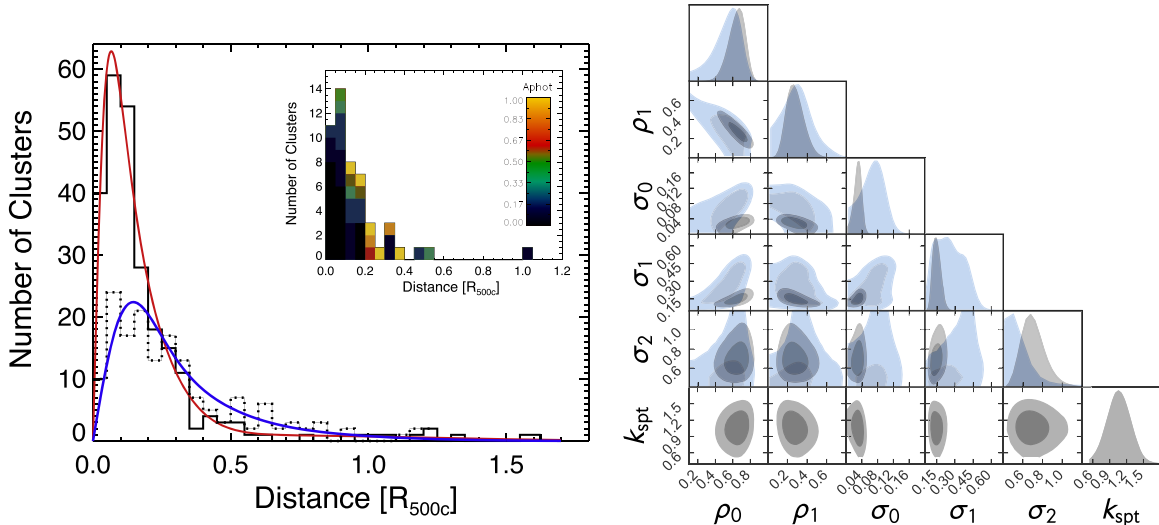 60
50
40
30
20
10
0
Number of Clusters
0.0 0.5 1.0 1.5
Distance [R500c]
14
12
10
8
6
4
2
0
Number of Clusters
0.0 0.2 0.4 0.6 0.8 1.0 1.2
Distance [R500c]
Aphot
1.00
0.83
0.67
0.50
0.33
0.17
0.00
ρ1
0.6
0.4
0.2
σ0
0.16
0.12
0.08
0.04
σ1
0.60
0.45
0.30
0.15
σ2
1.0
0.8
0.6
kspt
1.5
1.2
0.9
0.6
0.2 0.4 0.6 0.8
0.2 0.4 0.6
0.04 0.08 0.12 0.16
0.15 0.30 0.45 0.60
0.6 0.8 1.0
0.6 0.9 1.2 1.5
ρ0 ρ1 σ0 σ1 σ2 kspt